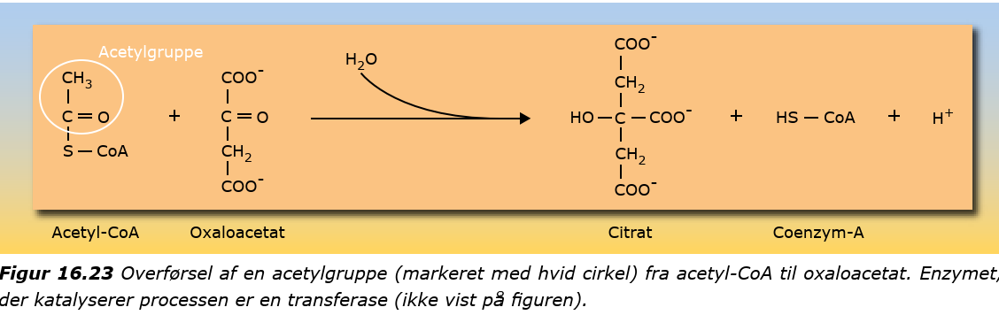 Acetylgruppe
CH₃
C = O
S — CoA
+
COO⁻
C = O
CH₂
COO⁻
H₂O
COO⁻
CH₂
HO — C — COO⁻
CH₂
COO⁻
+
HS — CoA
+
H⁺
Acetyl-CoA
Oxaloacetat
Citrat
Coenzym-A
Figur 16.23 Overførsel af en acetylgruppe (markeret med hvid cirkel) fra acetyl-CoA til oxaloacetat. Enzymet,
der katalyserer processen er en transferase (ikke vist på figuren).